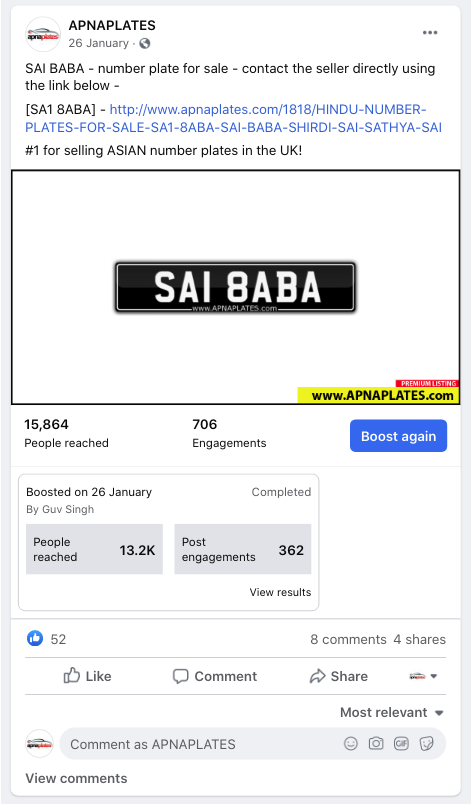 apnaplates
APNAPLATES
26 January ·
SAI BABA - number plate for sale - contact the seller directly using
the link below -
[SA1 8ABA] - http://www.apnaplates.com/1818/HINDU-NUMBER-
PLATES-FOR-SALE-SA1-8ABA-SAI-BABA-SHIRDI-SAI-SATHYA-SAI
#1 for selling ASIAN number plates in the UK!
SA1 8ABA
www.APNAPLATES.com
PREMIUM LISTING
www.APNAPLATES.com
15,864 706
People reached Engagements
Boost again
Boosted on 26 January Completed
By Guv Singh
People reached 13.2K
Post engagements 362
View results
52 8 comments 4 shares
Like Comment Share
Most relevant
apnaplates
Comment as APNAPLATES
GIF
View comments